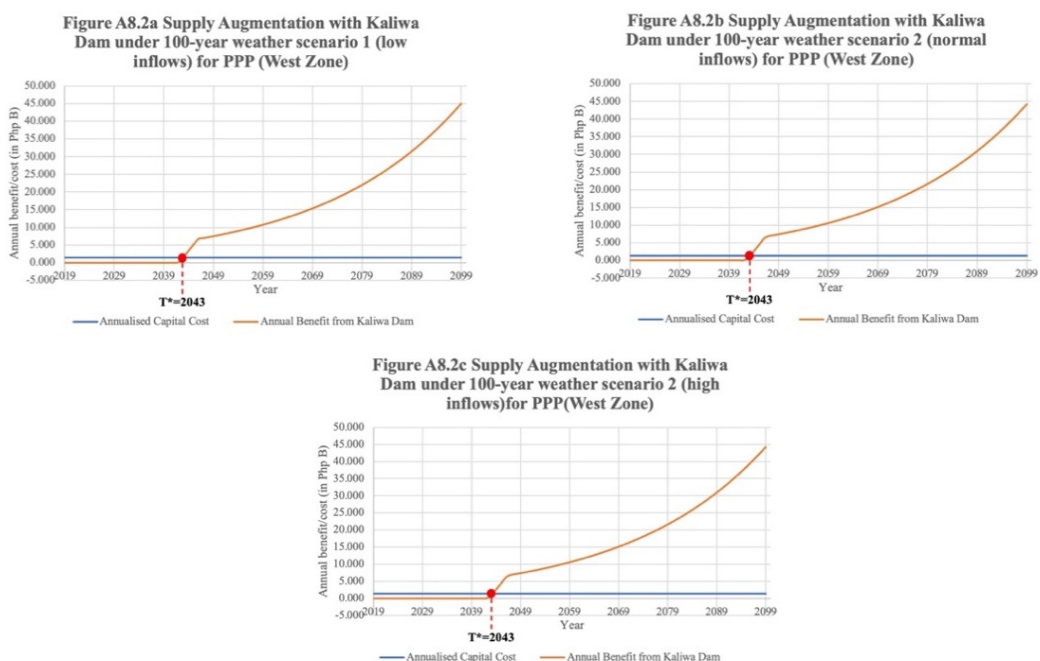 Figure A8.2a Supply Augmentation with Kaliwa
Dam under 100-year weather scenario 1 (low
inflows) for PPP (West Zone)
Annual benefit/cost (in Php B)
50.000
45.000
40.000
35.000
30.000
25.000
20.000
15.000
10.000
5.000
0.000
-5.000
2019 2029 2039 2049 2059 2069 2079 2089 2099
Year
T*=2043
Annualised Capital Cost Annual Benefit from Kaliwa Dam
Figure A8.2b Supply Augmentation with Kaliwa
Dam under 100-year weather scenario 2 (normal
inflows) for PPP (West Zone)
Annual benefit/cost (in Php B)
50.000
45.000
40.000
35.000
30.000
25.000
20.000
15.000
10.000
5.000
0.000
-5.000
2019 2029 2039 2049 2059 2069 2079 2089 2099
Year
T*=2043
Annualised Capital Cost Annual Benefit from Kaliwa Dam
Figure A8.2c Supply Augmentation with Kaliwa
Dam under 100-year weather scenario 2 (high
inflows)for PPP(West Zone)
Annual benefit/cost (in Php B)
50.000
45.000
40.000
35.000
30.000
25.000
20.000
15.000
10.000
5.000
0.000
-5.000
2019 2029 2039 2049 2059 2069 2079 2089 2099
Year
T*=2043
Annualised Capital Cost Annual Benefit from Kaliwa Dam